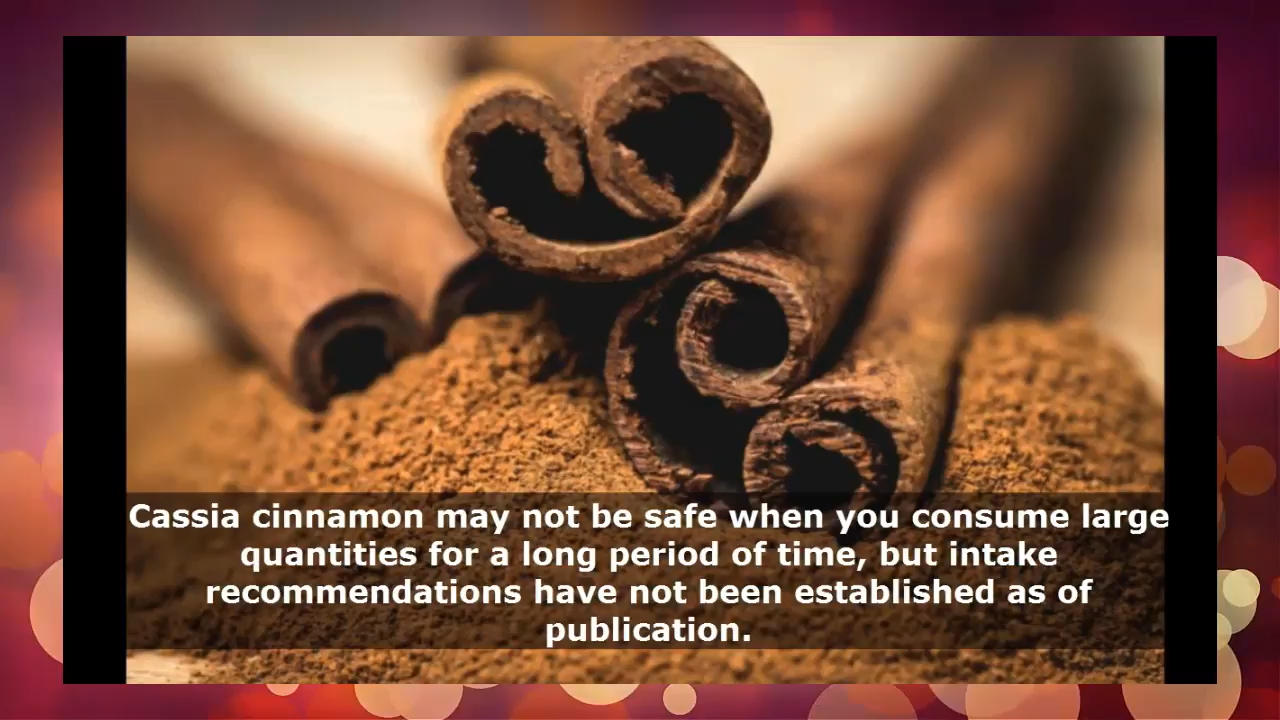 Cassia cinnamon may not be safe when you consume large
quantities for a long period of time, but intake
recommendations have not been established as of
publication.